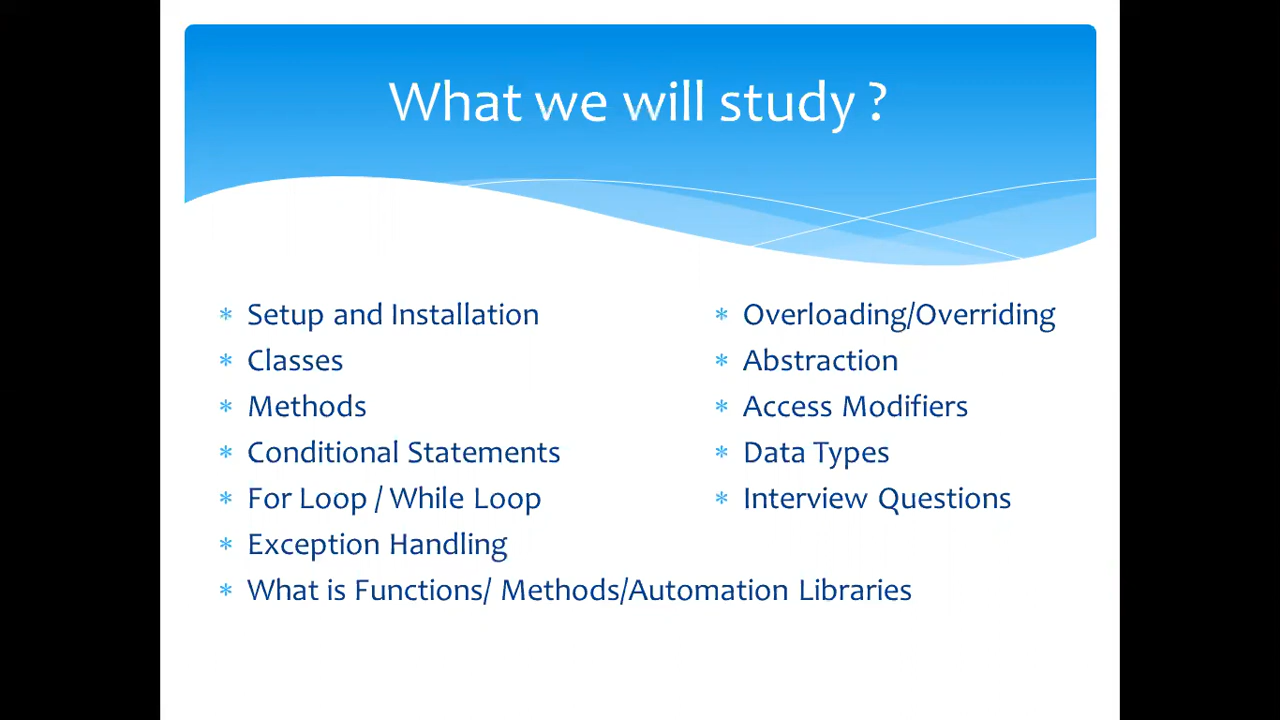 What we will study ?
* Setup and Installation
* Classes
* Methods
* Conditional Statements
* For Loop / While Loop
* Exception Handling
* What is Functions/ Methods/Automation Libraries
* Overloading/Overriding
* Abstraction
* Access Modifiers
* Data Types
* Interview Questions